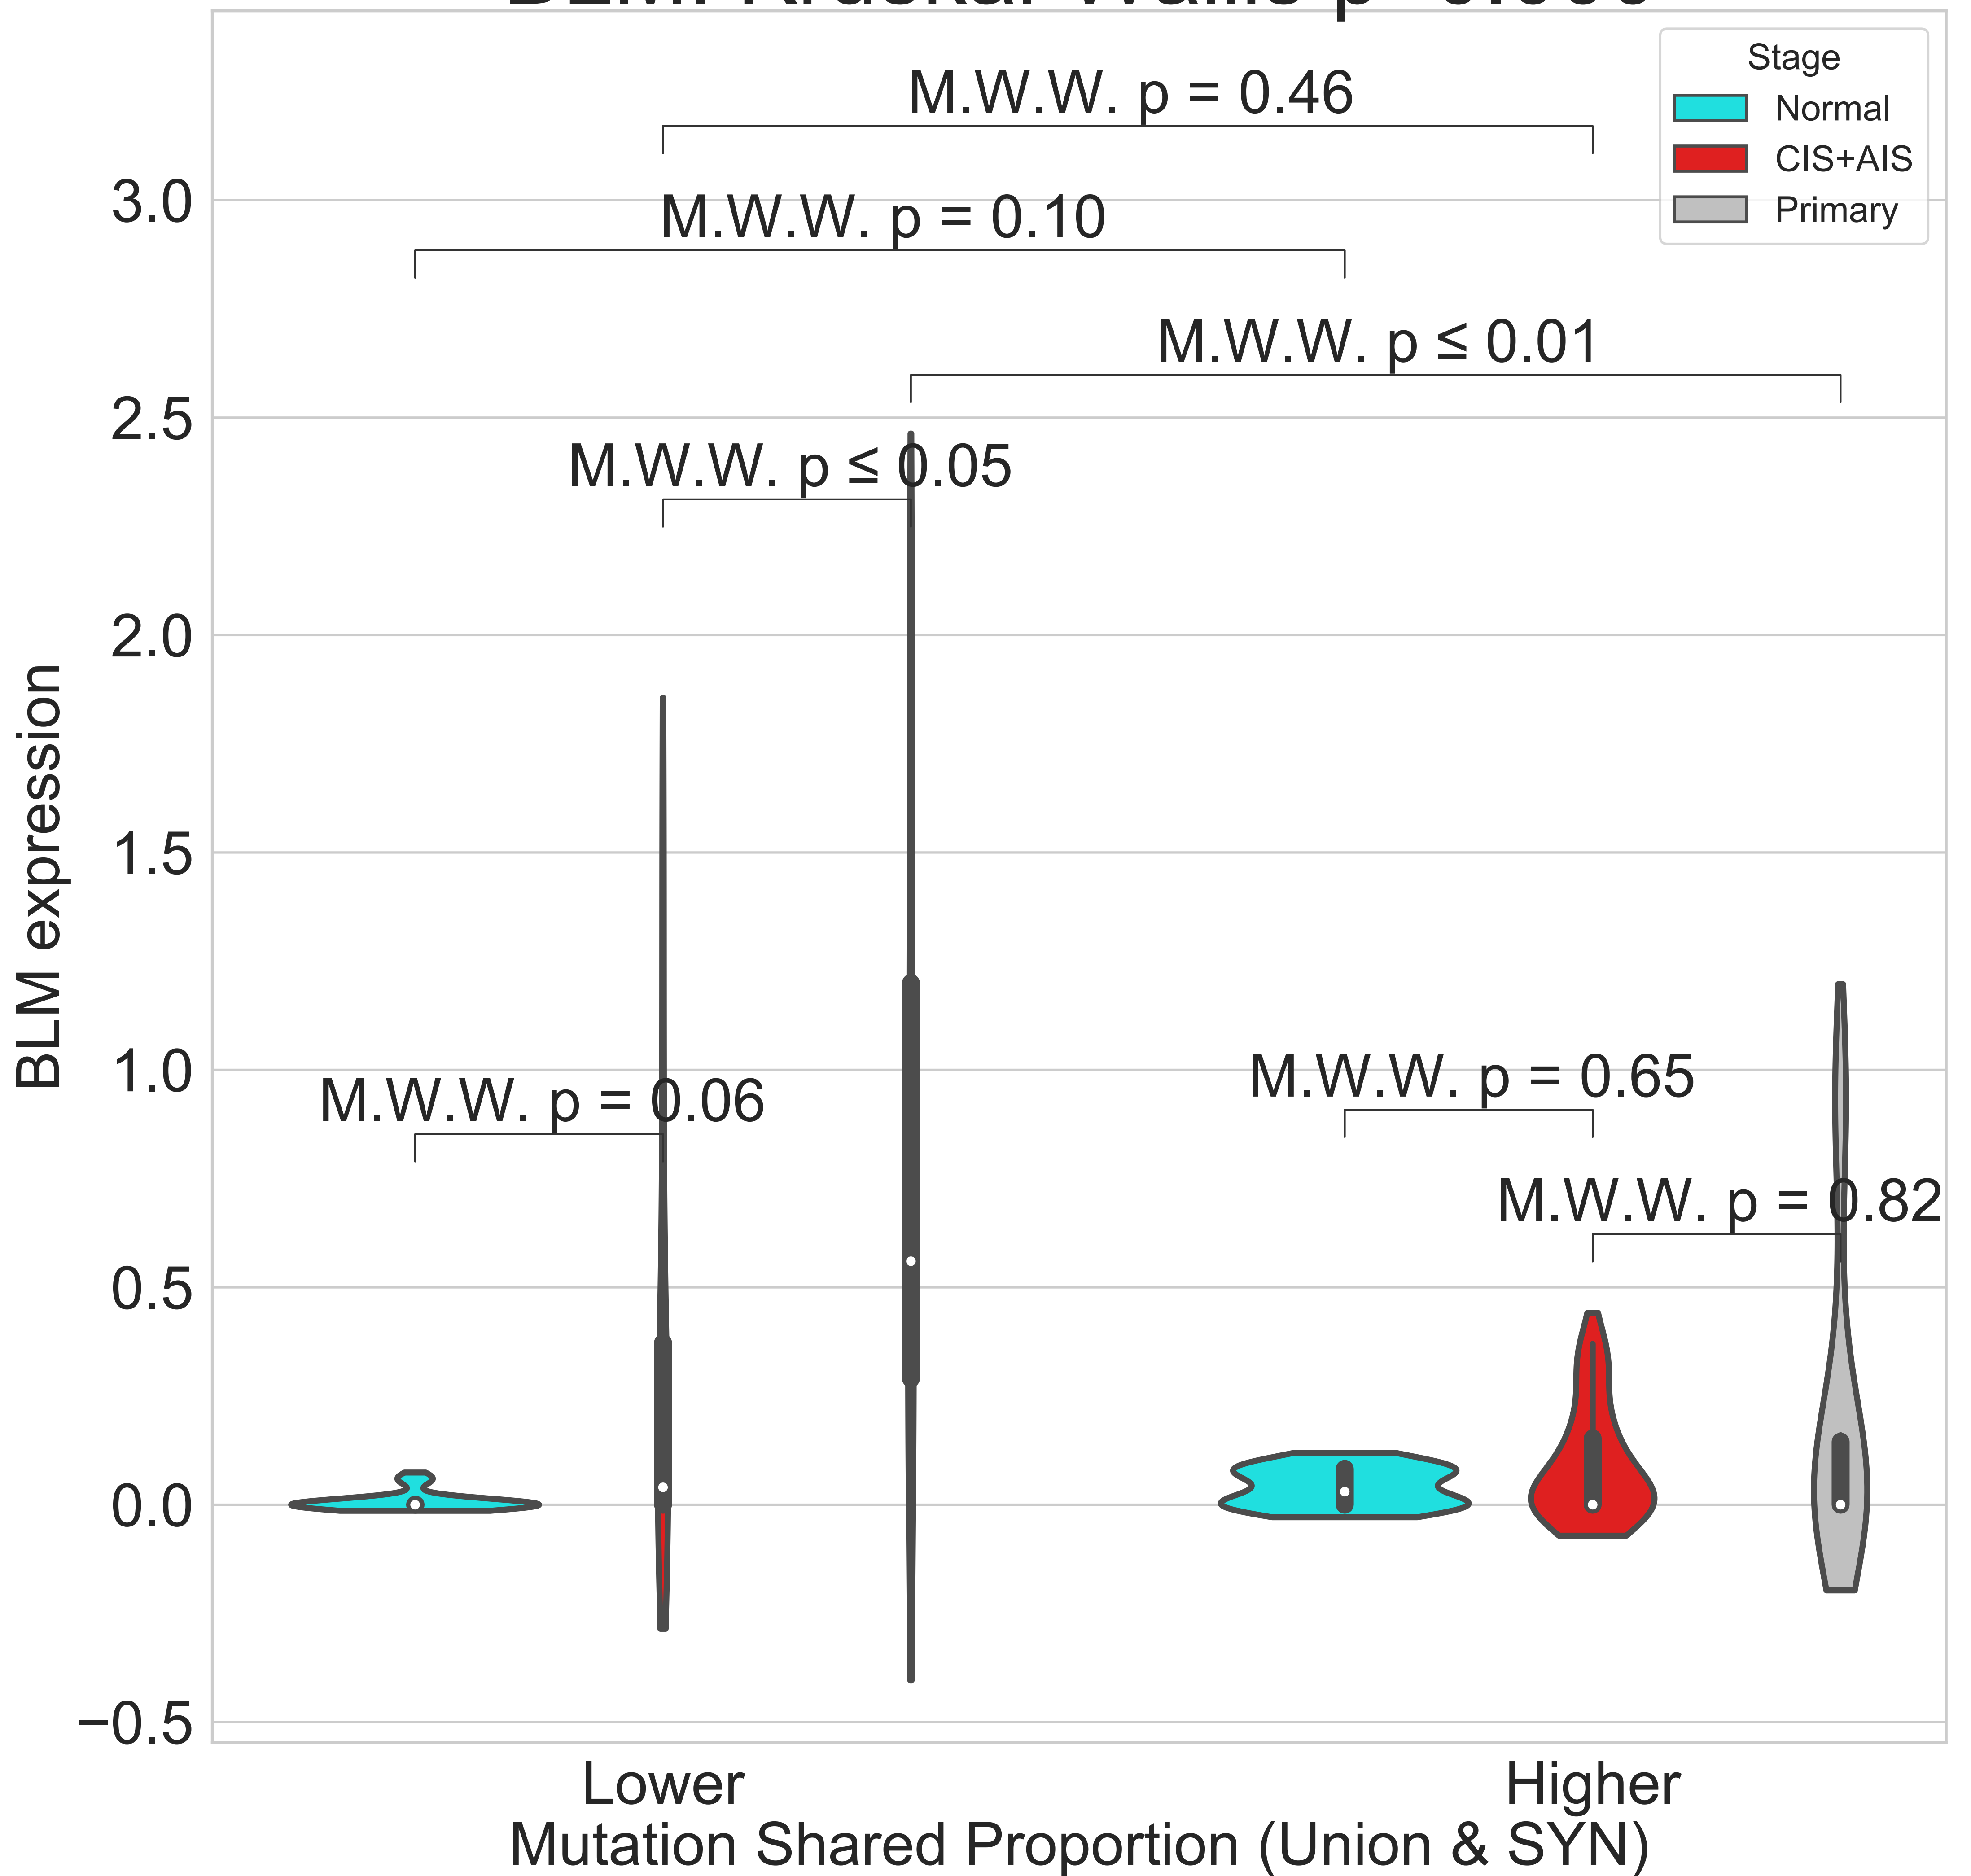 Stage
Normal
CIS+AIS
Primary
M.W.W. p = 0.46
M.W.W. p = 0.10
M.W.W. p ≤ 0.01
M.W.W. p ≤ 0.05
M.W.W. p = 0.06
M.W.W. p = 0.65
M.W.W. p = 0.82
3.0
2.5
2.0
1.5
1.0
0.5
0.0
−0.5
BLM expression
Lower
Higher
Mutation Shared Proportion (Union & SYN)